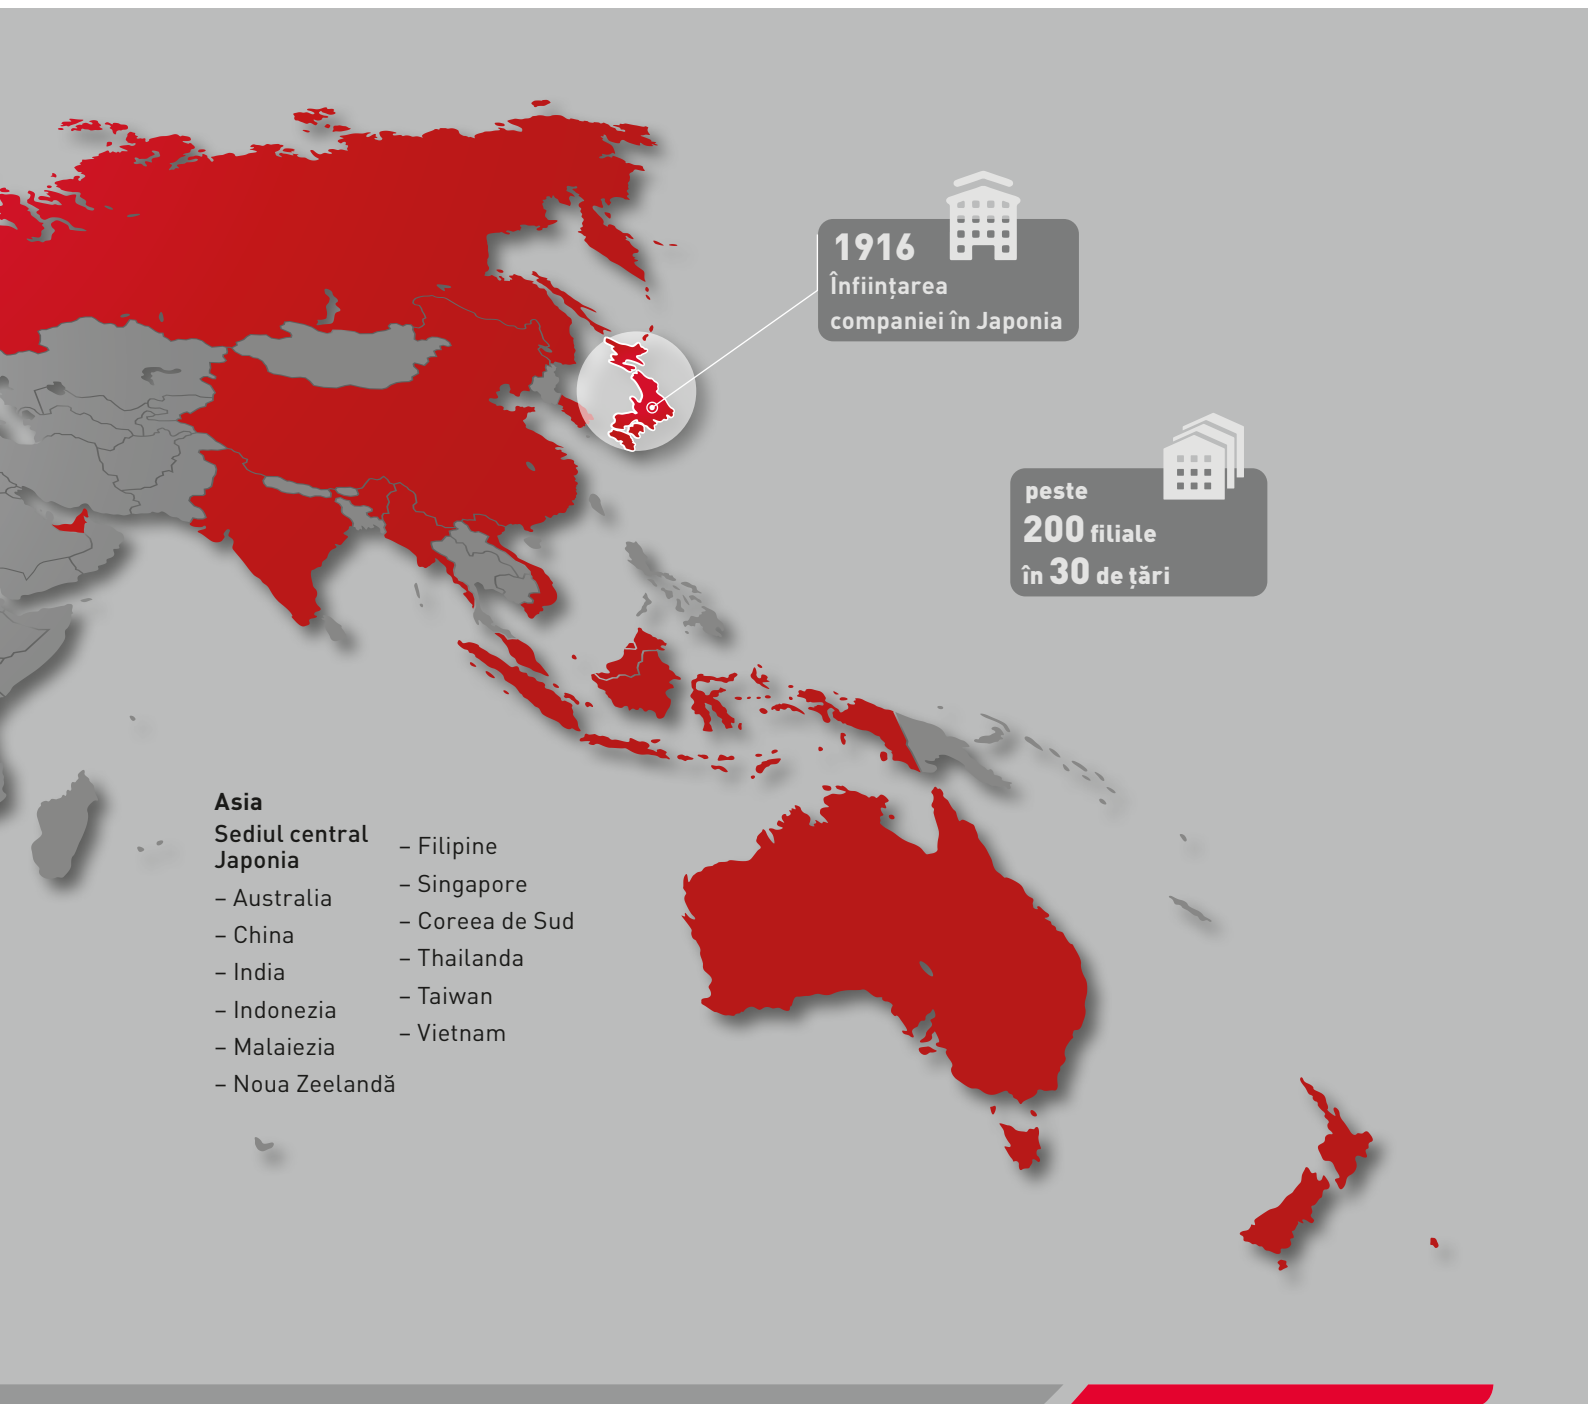 1916
Înființarea
companiei în Japonia
peste
200 filiale
în 30 de țări
Asia
Sediul central
Japonia
– Australia
– China
– India
– Indonezia
– Malaiezia
– Noua Zeelandă
– Filipine
– Singapore
– Coreea de Sud
– Thailanda
– Taiwan
– Vietnam